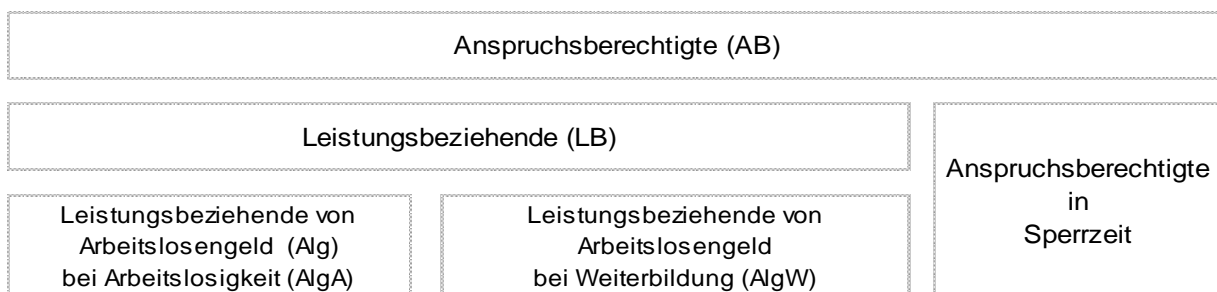 Anspruchsberechtigte (AB)
Leistungsbeziehende (LB)
Anspruchsberechtigte
in
Sperrzeit
Leistungsbeziehende von
Arbeitslosengeld (Alg)
bei Arbeitslosigkeit (AlgA)
Leistungsbeziehende von
Arbeitslosengeld
bei Weiterbildung (AlgW)